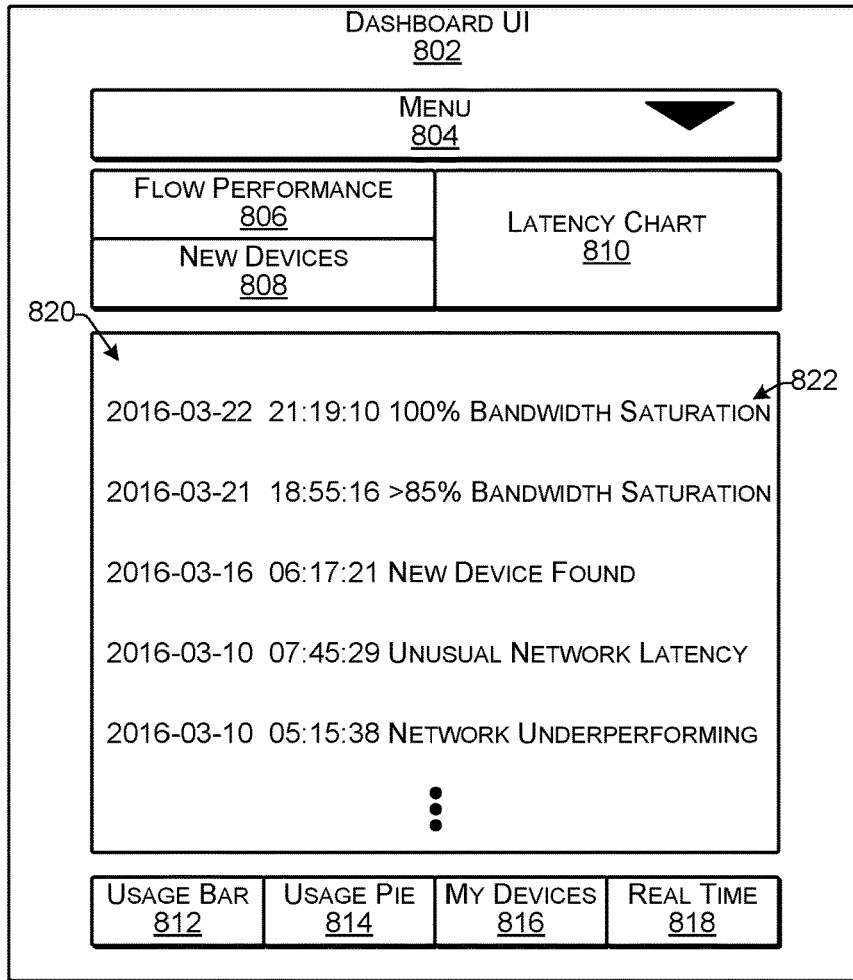 DASHBOARD UI
802
MENU
804
FLOW PERFORMANCE
806
NEW DEVICES
808
LATENCY CHART
810
820
822
2016-03-22 21:19:10 100% BANDWIDTH SATURATION
2016-03-21 18:55:16 >85% BANDWIDTH SATURATION
2016-03-16 06:17:21 NEW DEVICE FOUND
2016-03-10 07:45:29 UNUSUAL NETWORK LATENCY
2016-03-10 05:15:38 NETWORK UNDERPERFORMING
USAGE BAR
812
USAGE PIE
814
MY DEVICES
816
REAL TIME
818